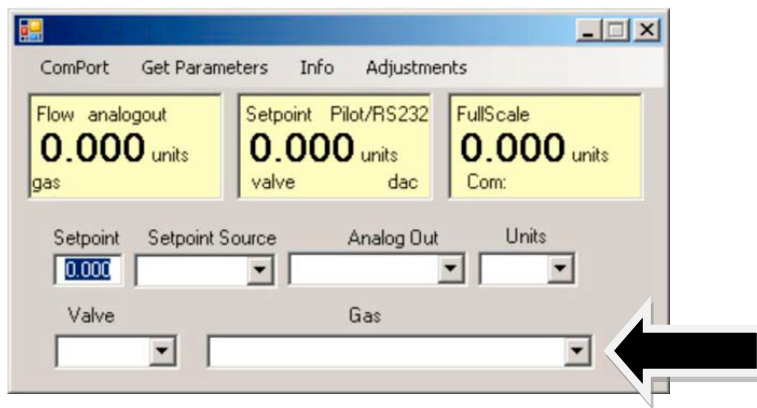 ComPort Get Parameters Info Adjustments
Flow analogout
0.000 units
gas
Setpoint Pilot/RS232
0.000 units
valve dac
FullScale
0.000 units
Com:
Setpoint Setpoint Source Analog Out Units
0.000
Valve Gas